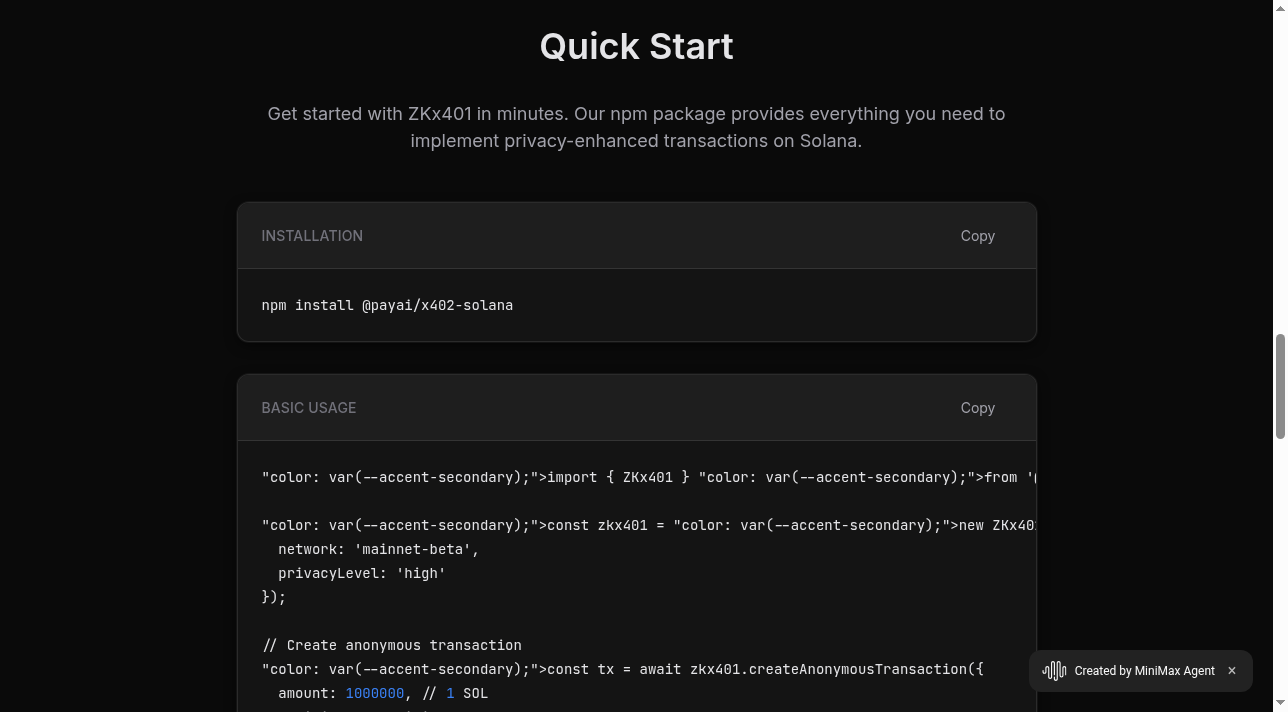 Quick Start
Get started with ZKx401 in minutes. Our npm package provides everything you need to
implement privacy-enhanced transactions on Solana.
INSTALLATION
Copy
npm install @payai/x402-solana
BASIC USAGE
Copy
"color: var(--accent-secondary);">import { ZKx401 } "color: var(--accent-secondary);">from '
"color: var(--accent-secondary);">const zkx401 = "color: var(--accent-secondary);">new
network: 'mainnet-beta',
privacyLevel: 'high'
});
// Create anonymous transaction
"color: var(--accent-secondary);">const tx = await zkx401.createAnonymousTransaction({
amount: 1000000, // 1 SOL
Created by MiniMax Agent ×